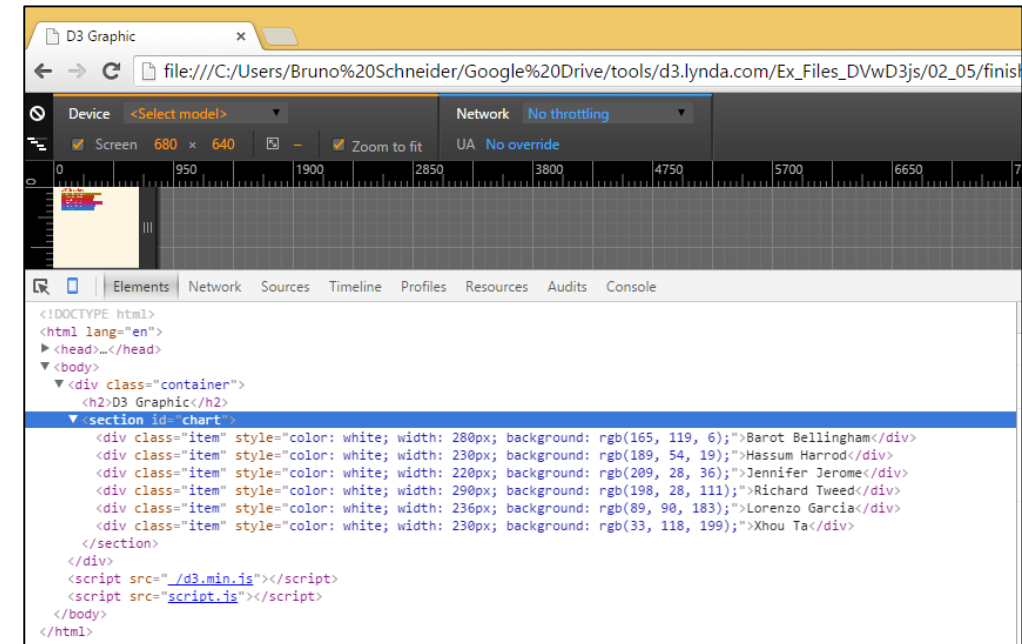 D3 Graphic ×
file:///C:/Users/Bruno%20Schneider/Google%20Drive/tools/d3.lynda.com/Ex_Files_DVwD3js/02_05/finish
Device <Select model> ▼ Network No throttling ▼
Screen 680 × 640 – Zoom to fit UA No override
0 950 1900 2850 3800 4750 5700 6650 7
0
Elements Network Sources Timeline Profiles Resources Audits Console
<!DOCTYPE html>
<html lang="en">
▶<head>…</head>
▼<body>
▼<div class="container">
<h2>D3 Graphic</h2>
▼<section id="chart">
<div class="item" style="color: white; width: 280px; background: rgb(165, 119, 6);">Barot Bellingham</div>
<div class="item" style="color: white; width: 230px; background: rgb(189, 54, 19);">Hassum Harrod</div>
<div class="item" style="color: white; width: 220px; background: rgb(209, 28, 36);">Jennifer Jerome</div>
<div class="item" style="color: white; width: 290px; background: rgb(198, 28, 111);">Richard Tweed</div>
<div class="item" style="color: white; width: 236px; background: rgb(89, 90, 183);">Lorenzo Garcia</div>
<div class="item" style="color: white; width: 230px; background: rgb(33, 118, 199);">Xhou Ta</div>
</section>
</div>
<script src="_/d3.min.js"></script>
<script src="script.js"></script>
</body>
</html>